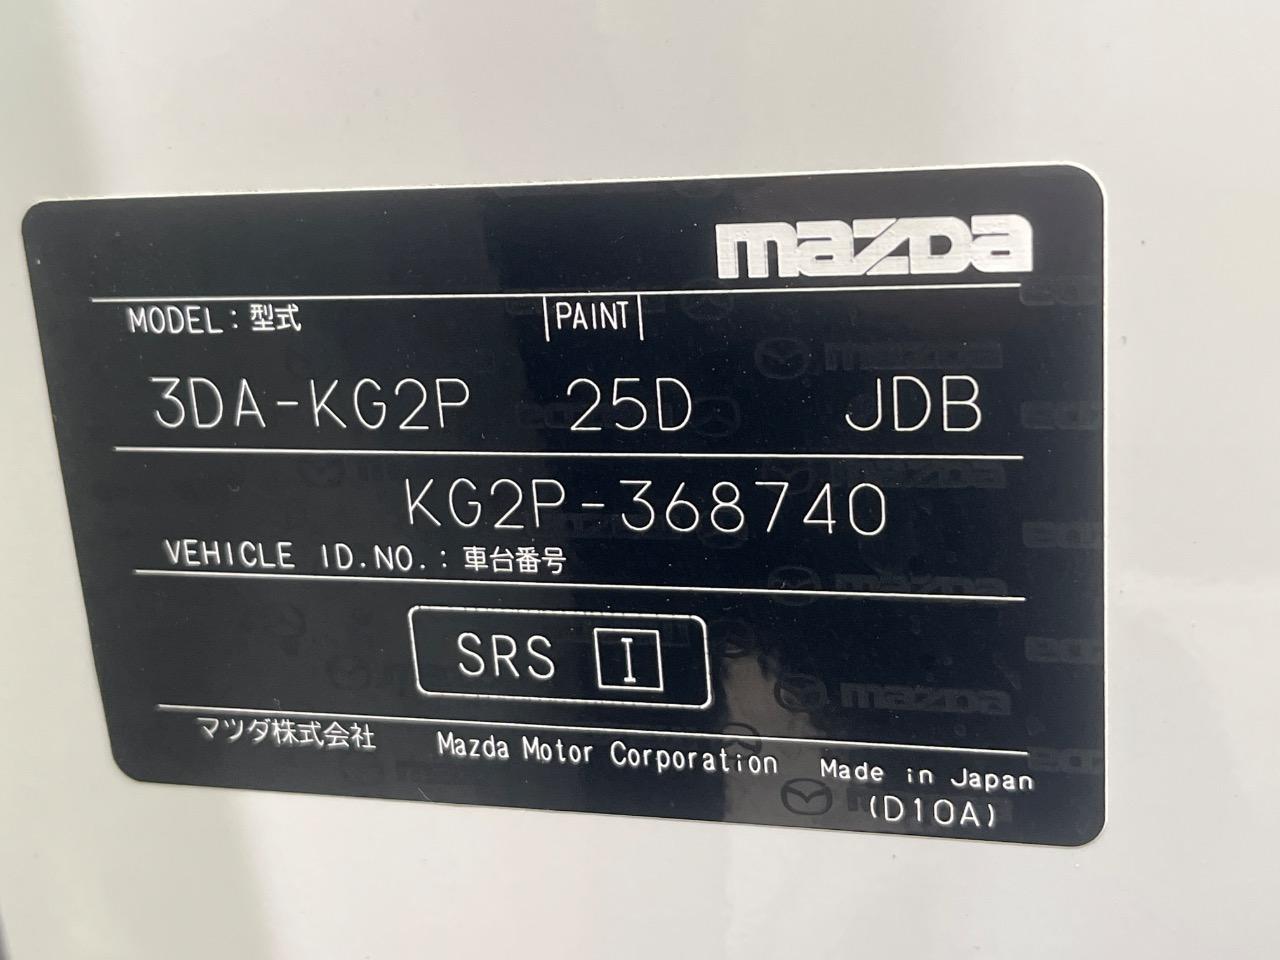 mazda
MODEL: 型式 PAINT
3DA-KG2P 25D JDB
KG2P-368740
VEHICLE ID.NO.: 車台番号
SRS I
マツダ株式会社 Mazda Motor Corporation Made in Japan
(D10A)